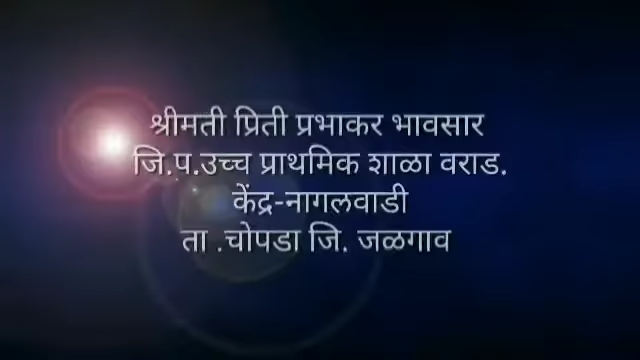 श्रीमती प्रिती प्रभाकर भावसार
जि.प.उच्च प्राथमिक शाळा वराड.
केंद्र-नागलवाडी
ता .चोपडा जि. जळगाव